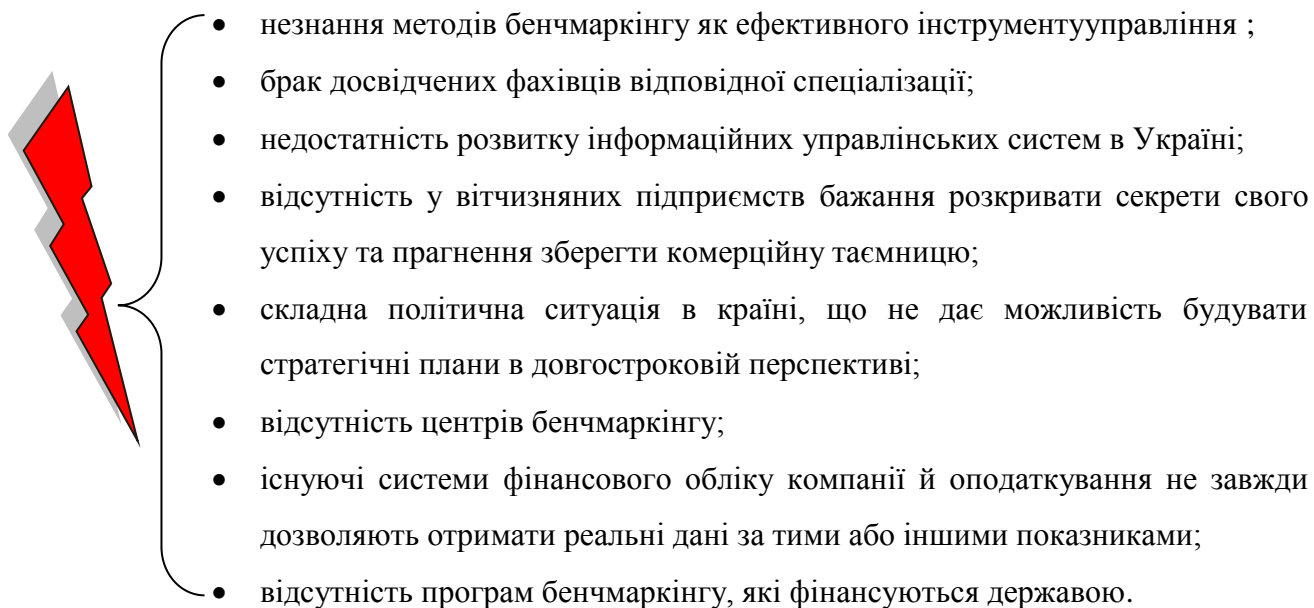 • незнання методів бенчмаркінгу як ефективного інструментууправління ;
• брак досвідчених фахівців відповідної спеціалізації;
• недостатність розвитку інформаційних управлінських систем в Україні;
• відсутність у вітчизняних підприємств бажання розкривати секрети свого
успіху та прагнення зберегти комерційну таємницю;
• складна політична ситуація в країні, що не дає можливість будувати
стратегічні плани в довгостроковій перспективі;
• відсутність центрів бенчмаркінгу;
• існуючі системи фінансового обліку компанії й оподаткування не завжди
дозволяють отримати реальні дані за тими або іншими показниками;
• відсутність програм бенчмаркінгу, які фінансуються державою.